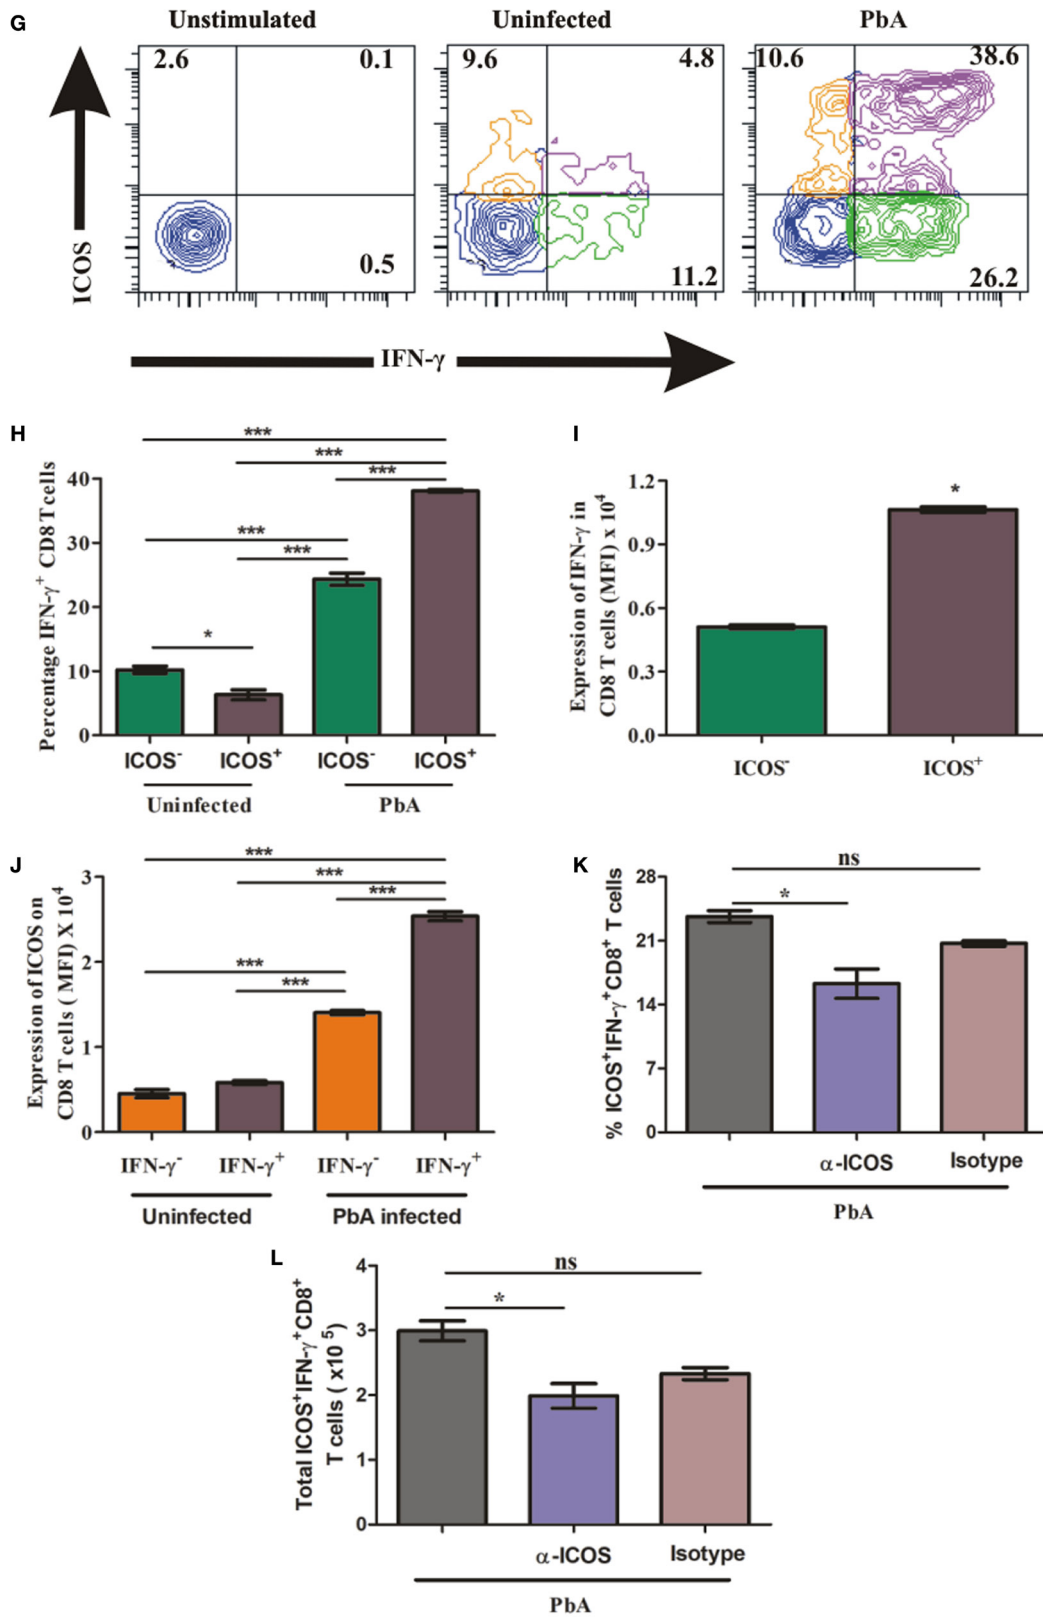 G
Unstimulated Uninfected PbA
2.6 0.1 9.6 4.8 10.6 38.6
ICOS
0.5 11.2 26.2
IFN-γ
H
***
***
***
***
***
*
Percentage IFN-γ⁺ CD8 T cells
40
30
20
10
0
ICOS⁻ ICOS⁺ ICOS⁻ ICOS⁺
Uninfected PbA
I
*
Expression of IFN-γ in
CD8 T cells (MFI) x 10⁴
1.2
0.9
0.6
0.3
0.0
ICOS⁻ ICOS⁺
J
***
***
***
***
***
Expression of ICOS on
CD8 T cells ( MFI) X 10⁴
3
2
1
0
IFN-γ⁻ IFN-γ⁺ IFN-γ⁻ IFN-γ⁺
Uninfected PbA infected
K
ns
*
% ICOS⁺IFN-γ⁺CD8⁺ T cells
28
21
14
7
0
α-ICOS Isotype
PbA
L
ns
*
Total ICOS⁺IFN-γ⁺CD8⁺
T cells ( x10 ⁵)
4
3
2
1
0
α-ICOS Isotype
PbA